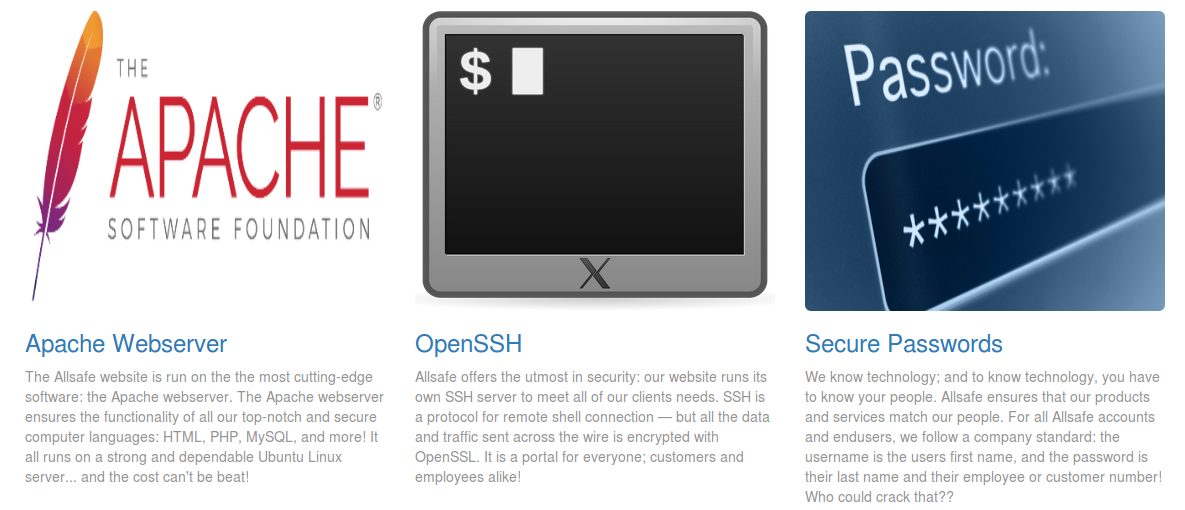 THE
APACHE®
SOFTWARE FOUNDATION
$
X
Password:
*********
Apache Webserver
The Allsafe website is run on the the most cutting-edge
software: the Apache webserver. The Apache webserver
ensures the functionality of all our top-notch and secure
computer languages: HTML, PHP, MySQL, and more! It
all runs on a strong and dependable Ubuntu Linux
server... and the cost can't be beat!
OpenSSH
Allsafe offers the utmost in security: our website runs its
own SSH server to meet all of our clients needs. SSH is
a protocol for remote shell connection — but all the data
and traffic sent across the wire is encrypted with
OpenSSL. It is a portal for everyone; customers and
employees alike!
Secure Passwords
We know technology; and to know technology, you have
to know your people. Allsafe ensures that our products
and services match our people. For all Allsafe accounts
and endusers, we follow a company standard: the
username is the users first name, and the password is
their last name and their employee or customer number!
Who could crack that??